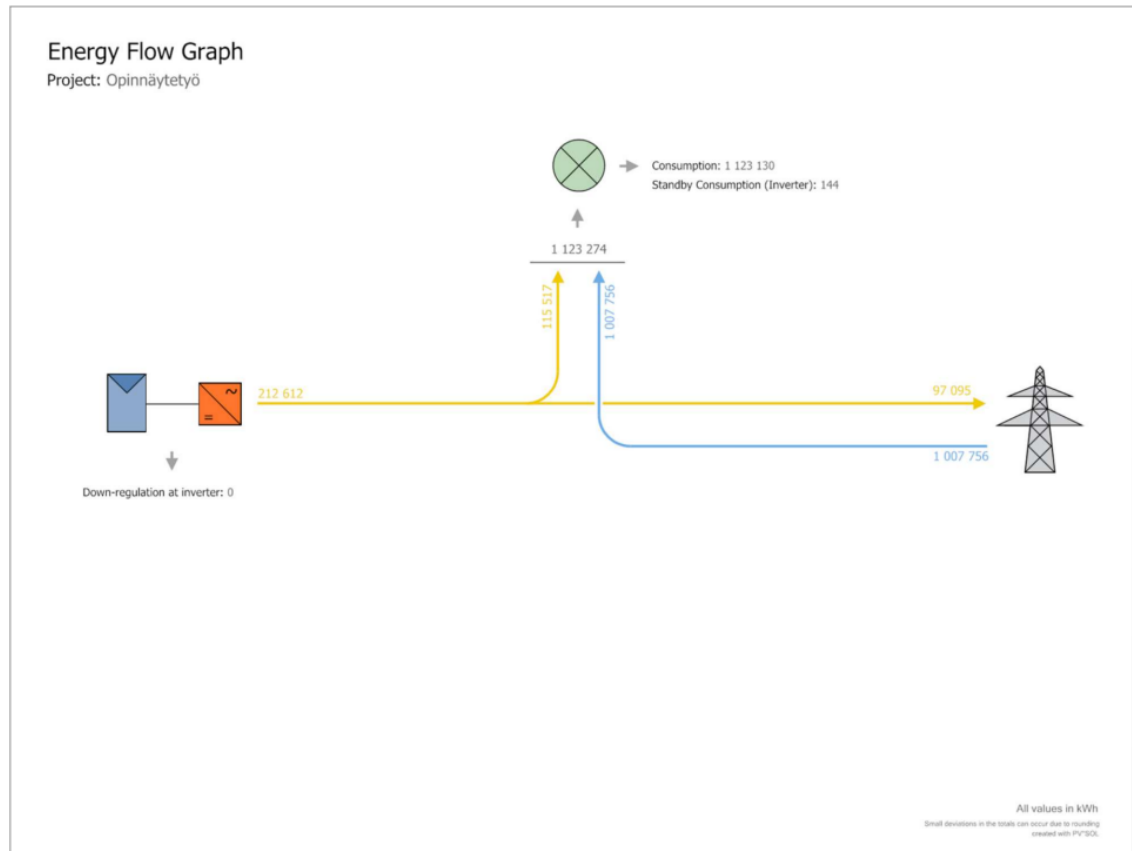 Energy Flow Graph
Project: Opinnäytetyö
Consumption: 1 123 130
Standby Consumption (Inverter): 144
1 123 274
115 517
1 007 756
212 612
97 095
1 007 756
Down-regulation at inverter: 0
All values in kWh
Small deviations in the totals can occur due to rounding
created with PV*SOL